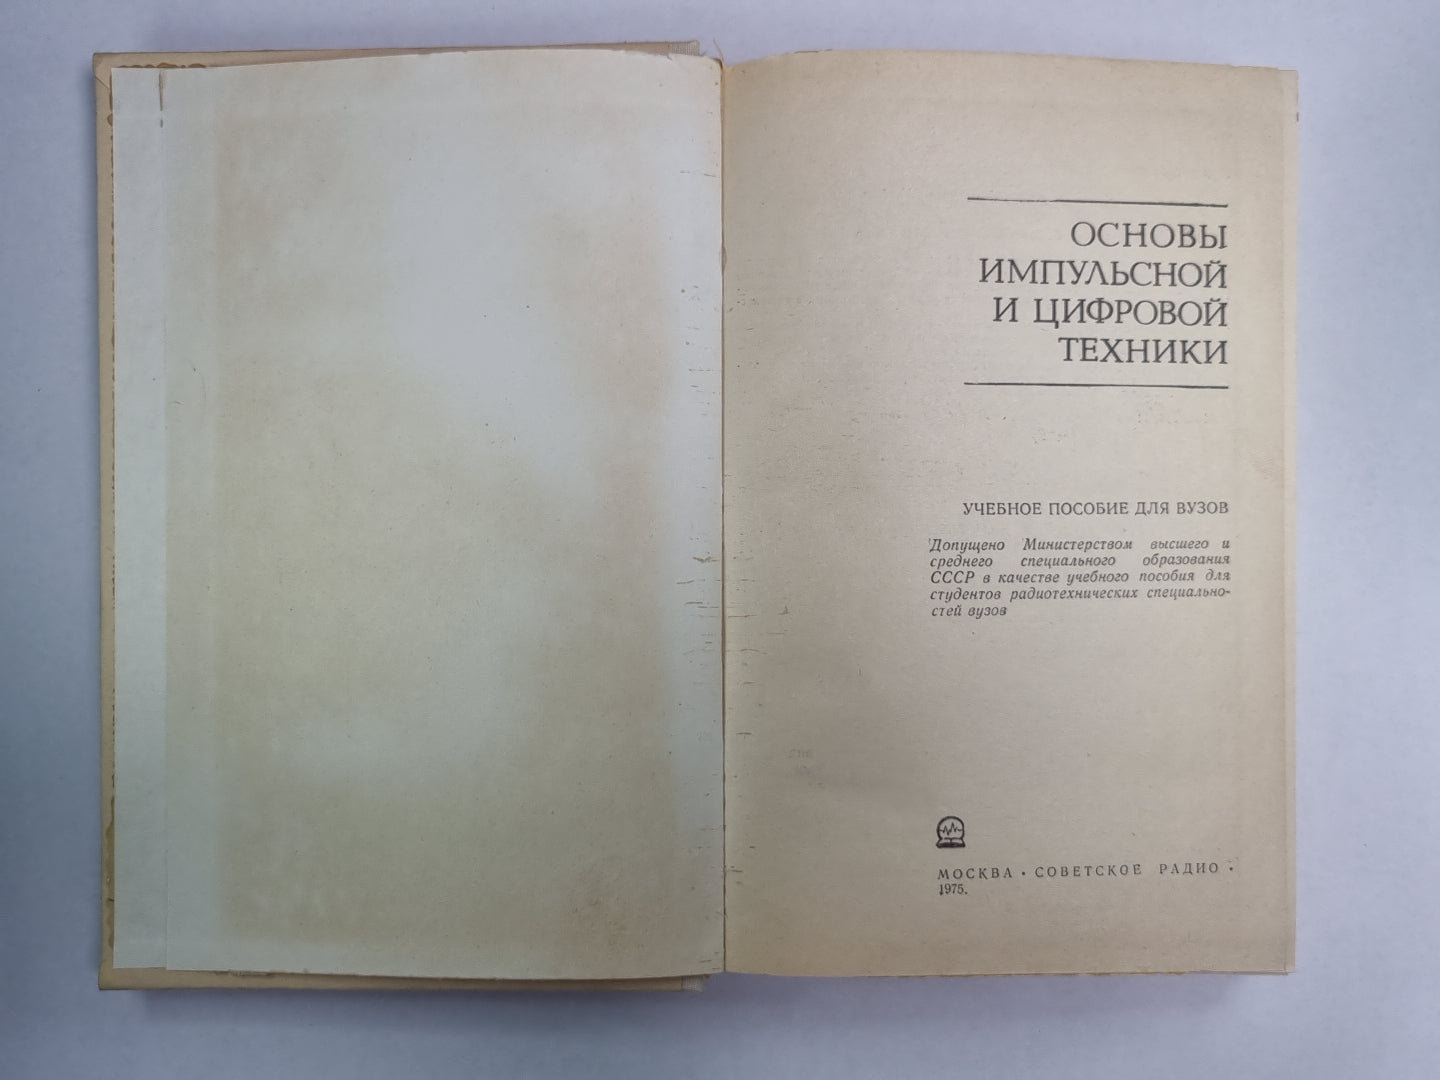 ОСНОВЫ
ИМПУЛЬСНОЙ
И ЦИФРОВОЙ
ТЕХНИКИ
УЧЕБНОЕ ПОСОБИЕ ДЛЯ ВУЗОВ
Допущено Министерством высшего и
среднего специального образования
СССР в качестве учебного пособия для
студентов радиотехнических специально-
стей вузов
МОСКВА • СОВЕТСКОЕ РАДИО •
1975.